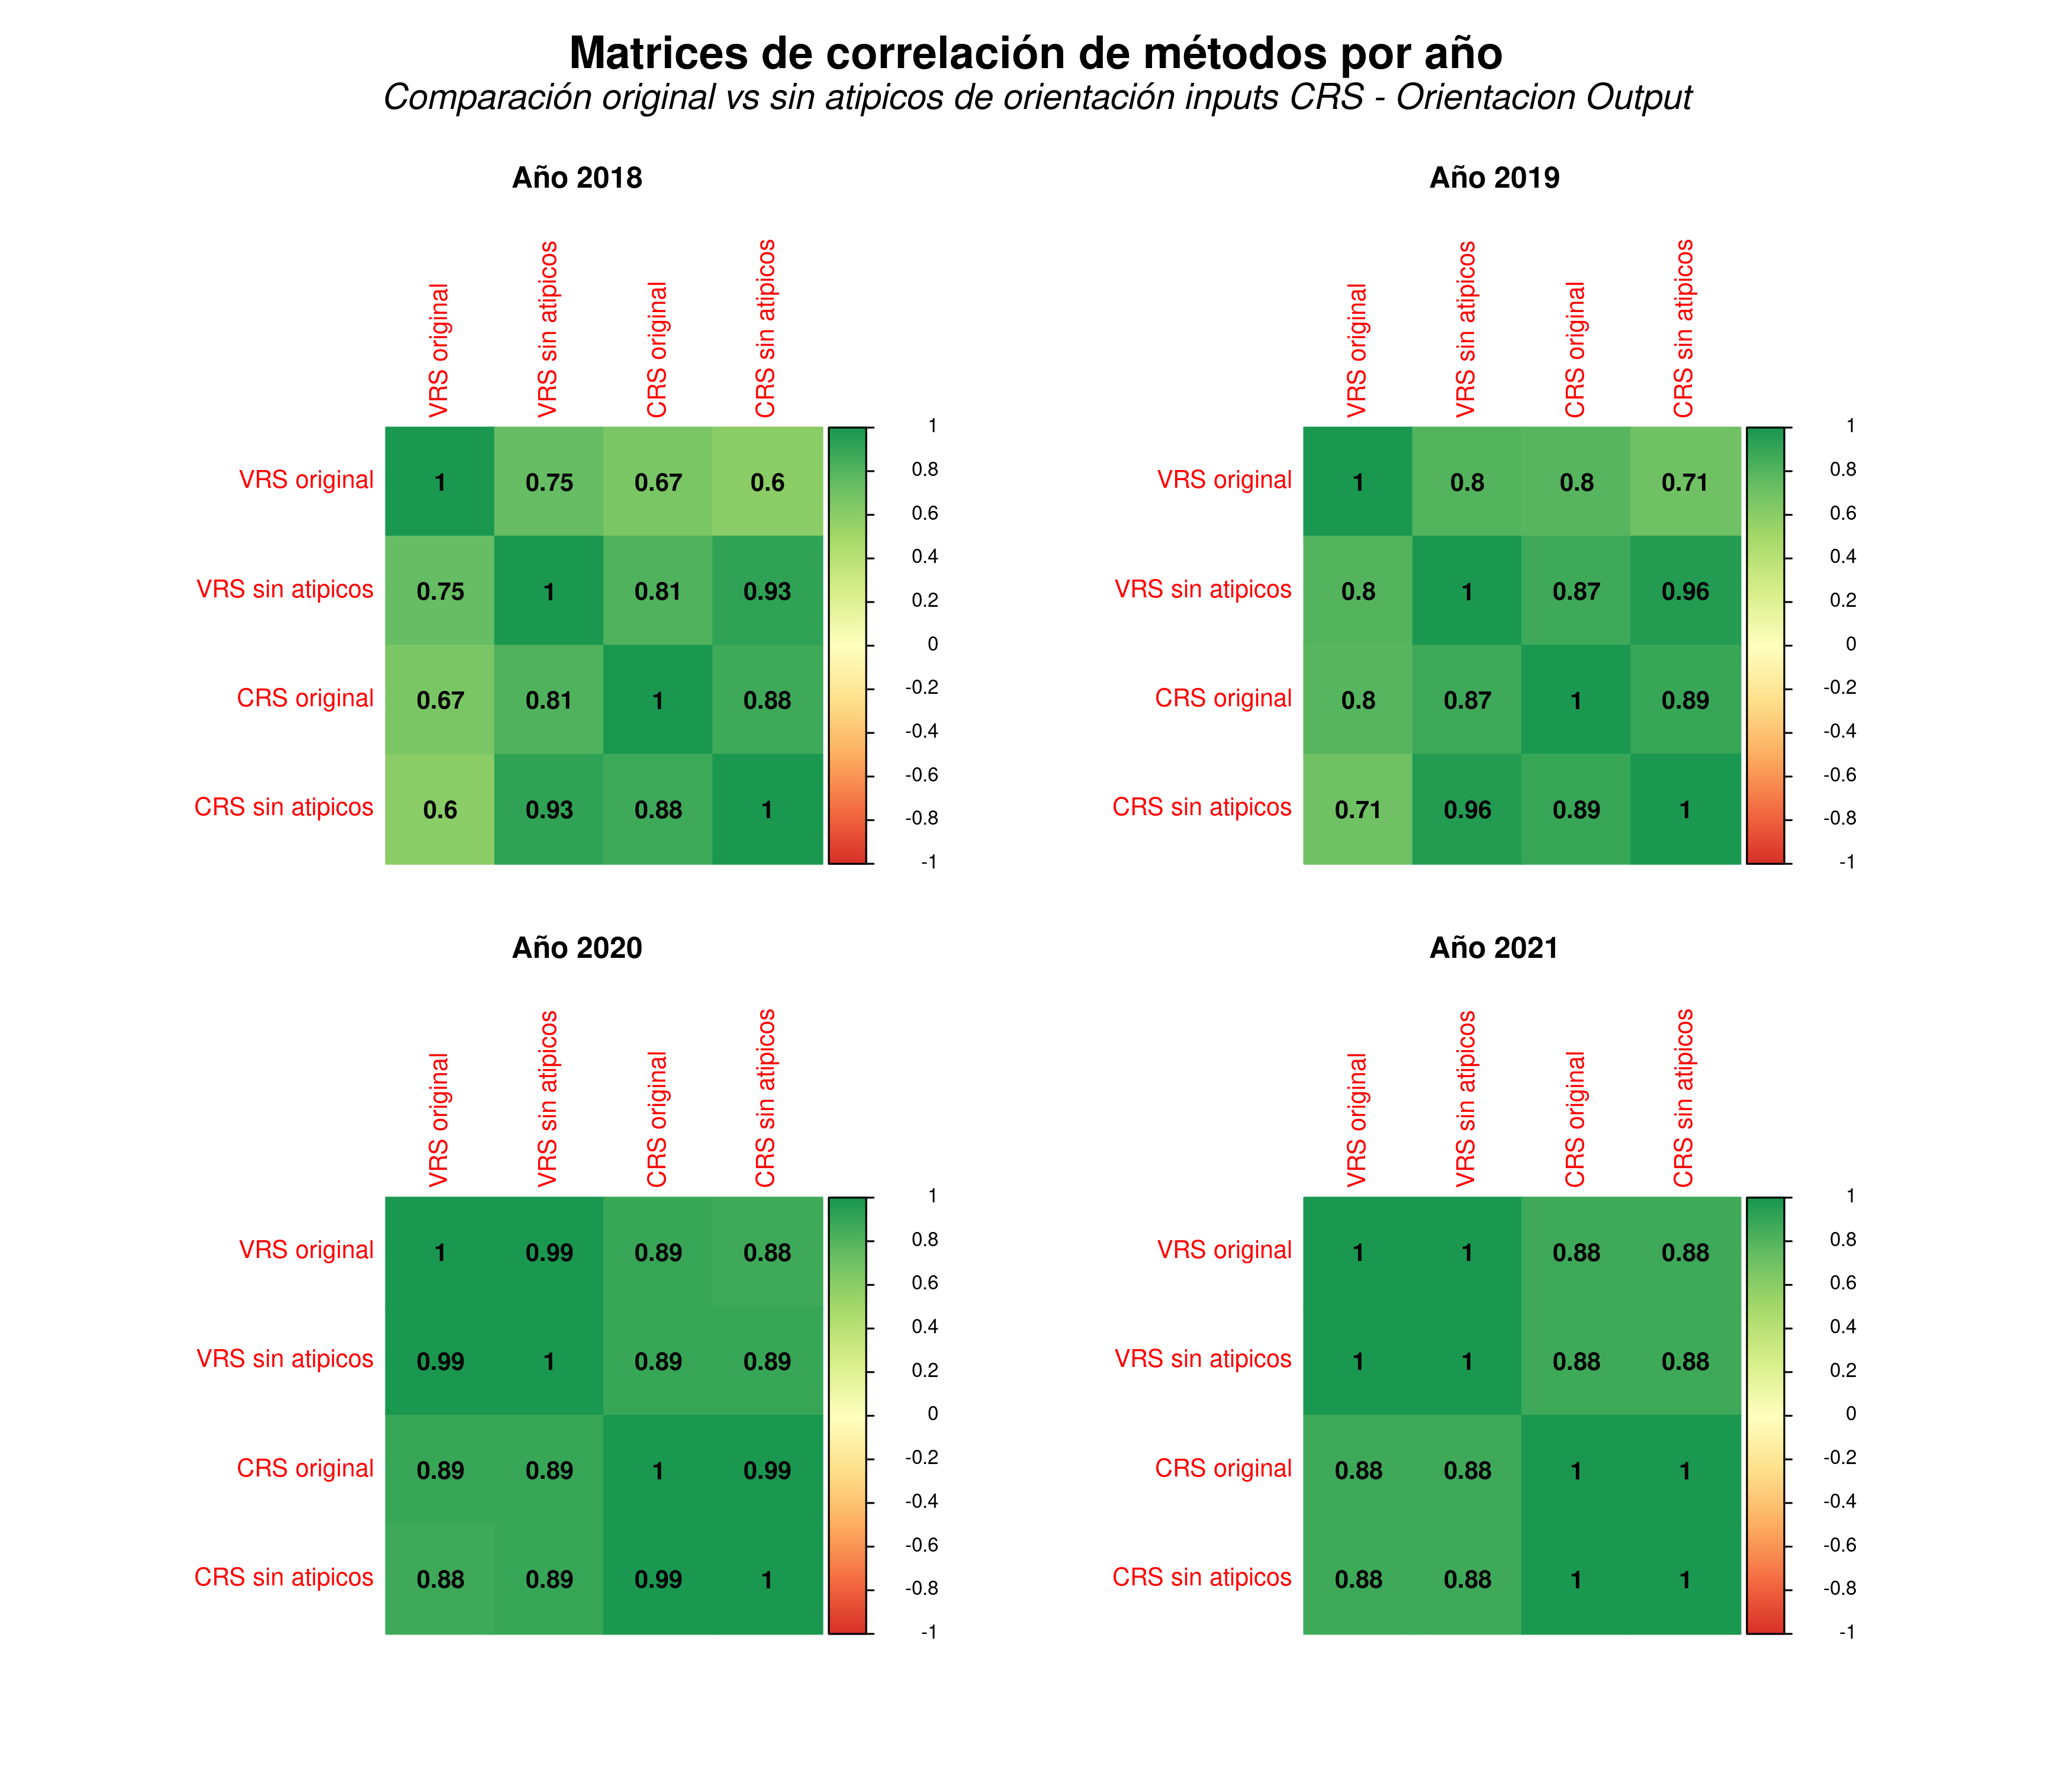 Matrices de correlación de métodos por año
Comparación original vs sin atipicos de orientación inputs CRS - Orientacion Output
Año 2018
VRS original
VRS sin atipicos
CRS original
CRS sin atipicos
VRS original 1 0.75 0.67 0.6
VRS sin atipicos 0.75 1 0.81 0.93
CRS original 0.67 0.81 1 0.88
CRS sin atipicos 0.6 0.93 0.88 1
1
0.8
0.6
0.4
0.2
0
-0.2
-0.4
-0.6
-0.8
-1
Año 2019
VRS original
VRS sin atipicos
CRS original
CRS sin atipicos
VRS original 1 0.8 0.8 0.71
VRS sin atipicos 0.8 1 0.87 0.96
CRS original 0.8 0.87 1 0.89
CRS sin atipicos 0.71 0.96 0.89 1
1
0.8
0.6
0.4
0.2
0
-0.2
-0.4
-0.6
-0.8
-1
Año 2020
VRS original
VRS sin atipicos
CRS original
CRS sin atipicos
VRS original 1 0.99 0.89 0.88
VRS sin atipicos 0.99 1 0.89 0.89
CRS original 0.89 0.89 1 0.99
CRS sin atipicos 0.88 0.89 0.99 1
1
0.8
0.6
0.4
0.2
0
-0.2
-0.4
-0.6
-0.8
-1
Año 2021
VRS original
VRS sin atipicos
CRS original
CRS sin atipicos
VRS original 1 1 0.88 0.88
VRS sin atipicos 1 1 0.88 0.88
CRS original 0.88 0.88 1 1
CRS sin atipicos 0.88 0.88 1 1
1
0.8
0.6
0.4
0.2
0
-0.2
-0.4
-0.6
-0.8
-1